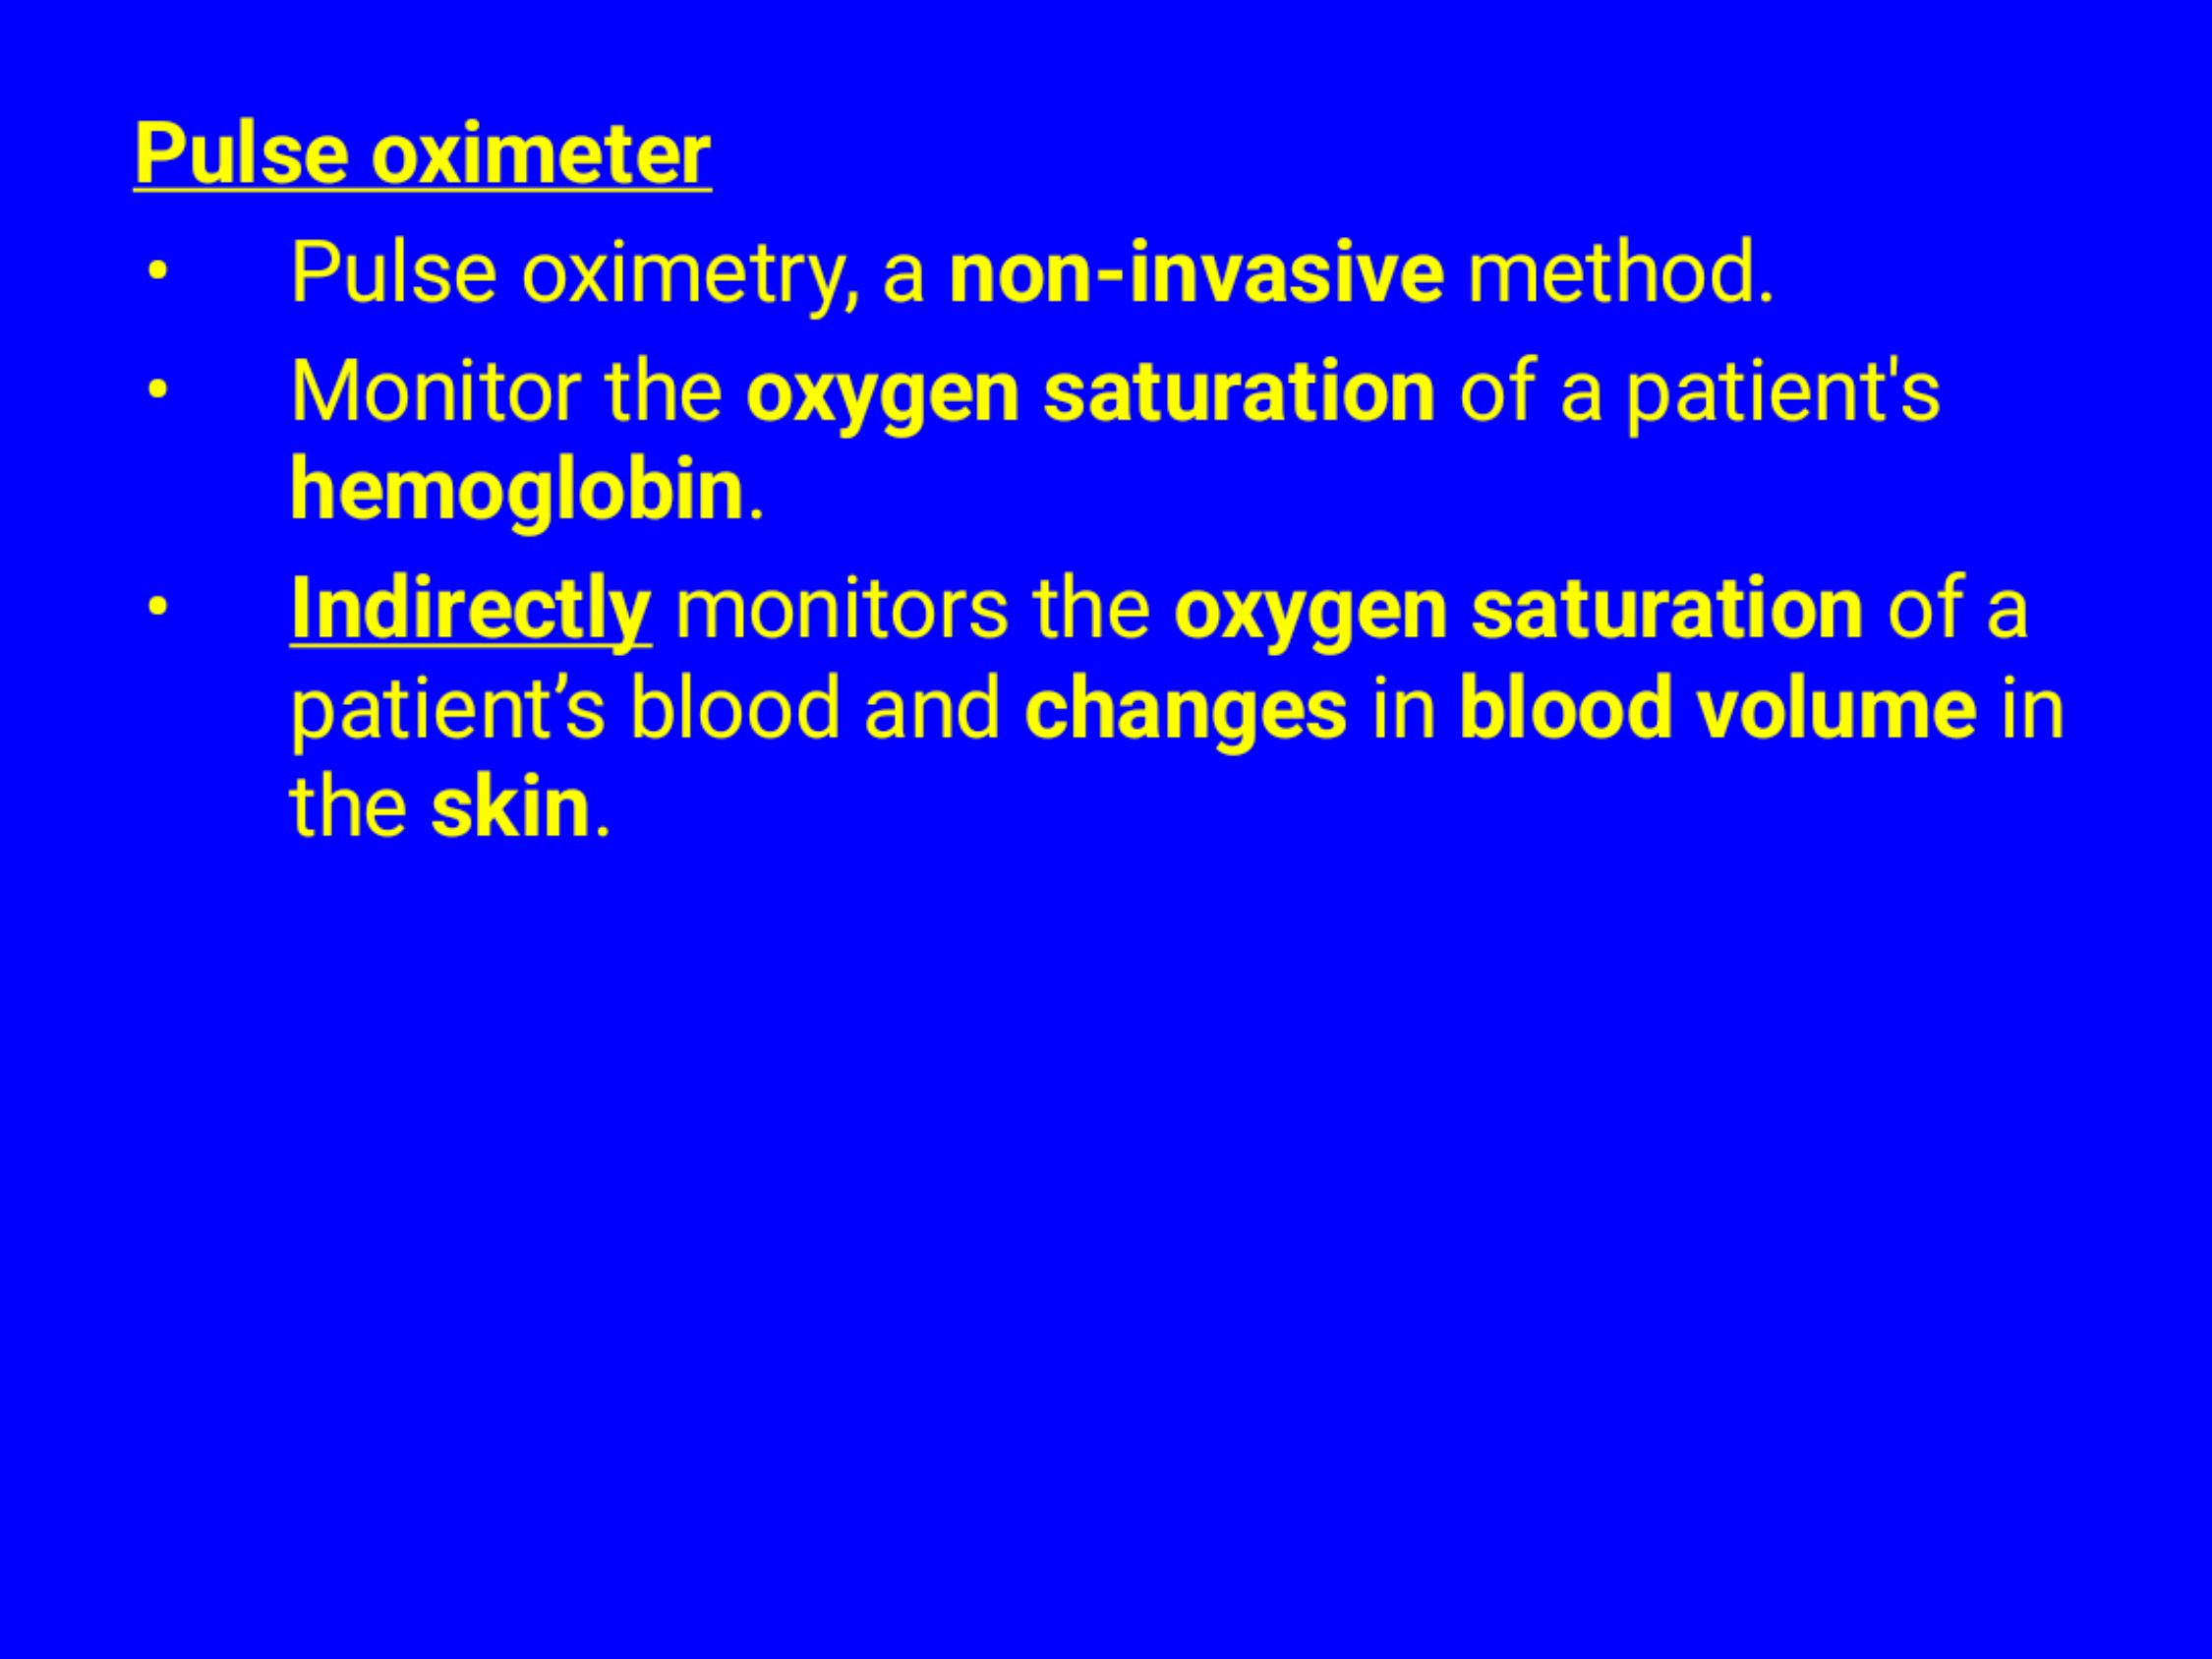 Pulse oximeter
• Pulse oximetry, a non-invasive method.
• Monitor the oxygen saturation of a patient's
hemoglobin.
• Indirectly monitors the oxygen saturation of a
patient’s blood and changes in blood volume in
the skin.